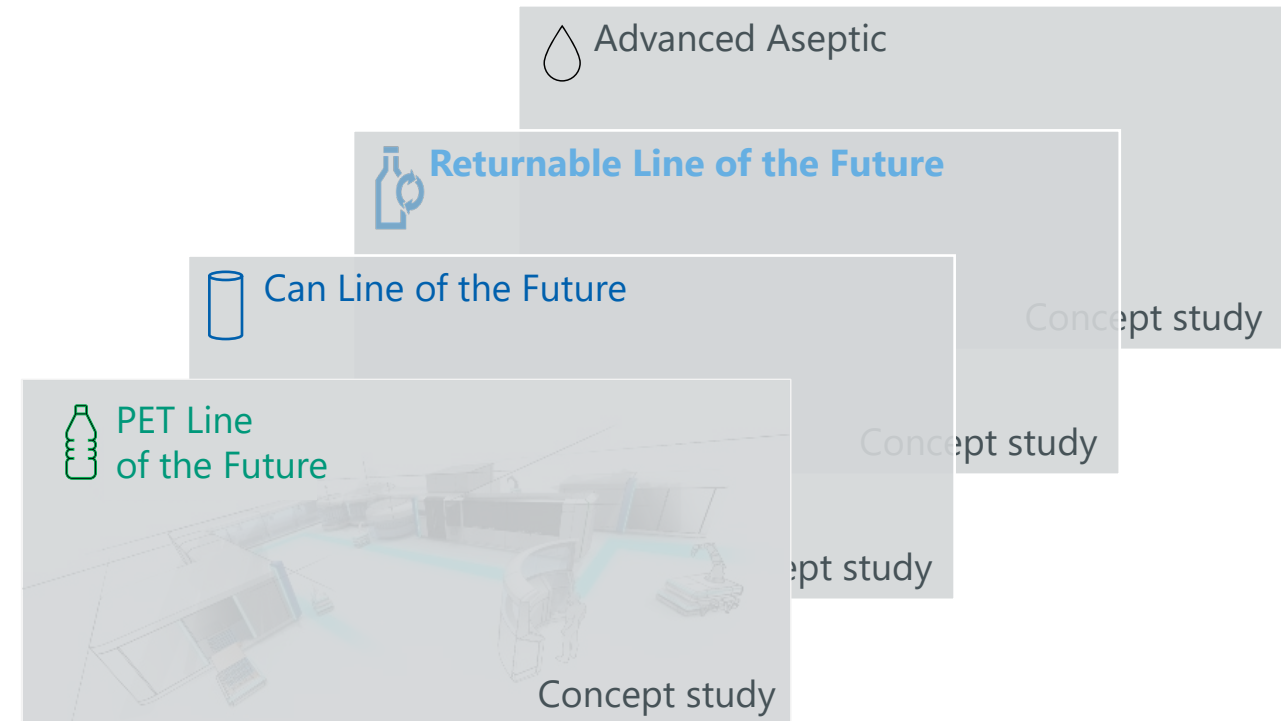 Advanced Aseptic
Returnable Line of the Future
Can Line of the Future
Concept study
PET Line
of the Future
Concept study
ept study
Concept study